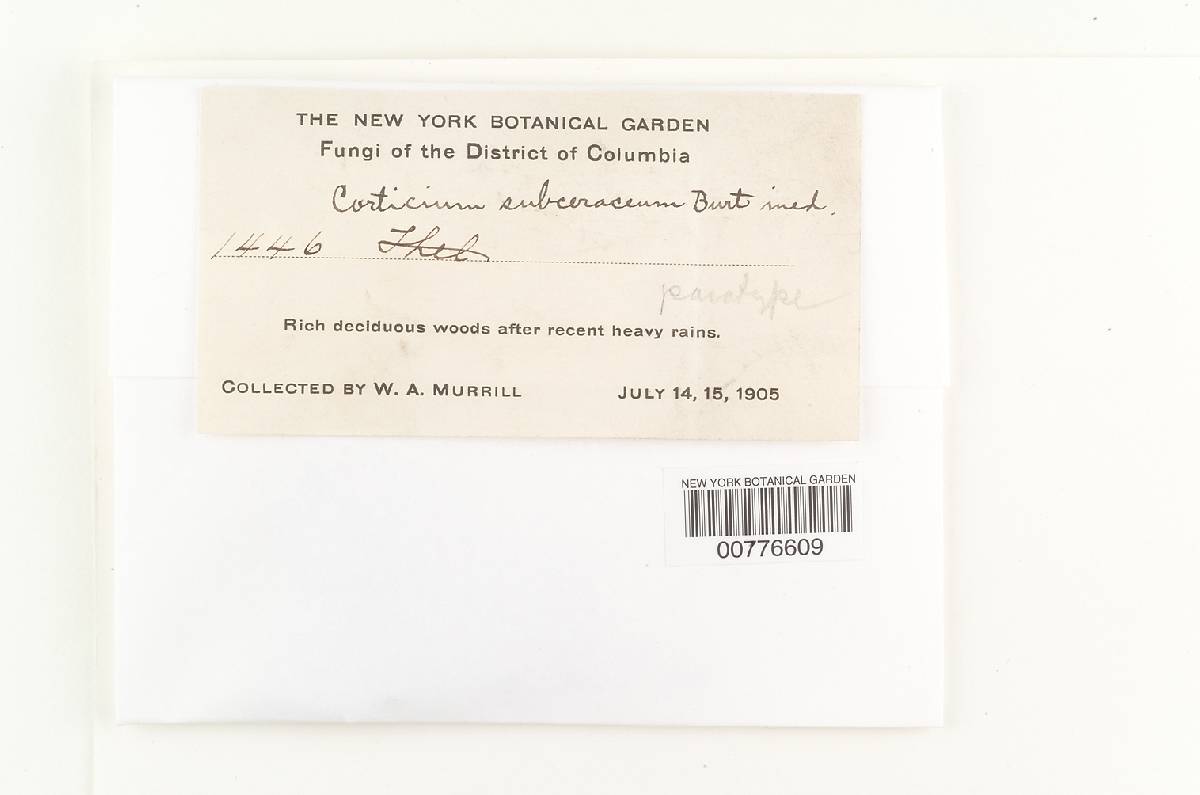 THE NEW YORK BOTANICAL GARDEN
Fungi of the District of Columbia
Corticium subceraceum Burt ined.
1446 Thel
paratype
Rich deciduous woods after recent heavy rains.
COLLECTED BY W. A. MURRILL JULY 14, 15, 1905
NEW YORK BOTANICAL GARDEN
00776609